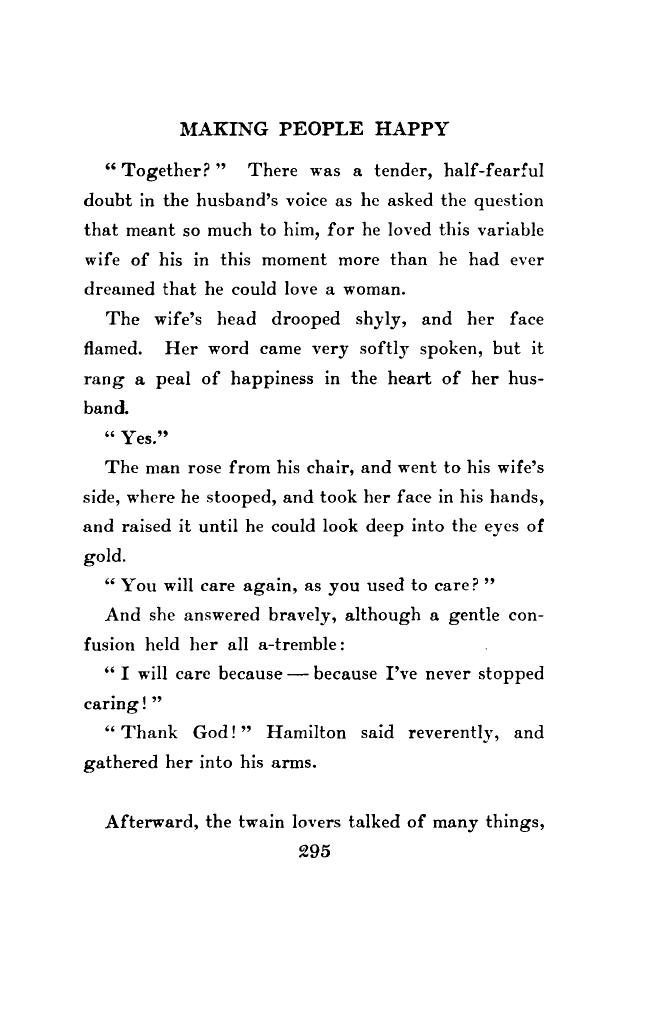 MAKING PEOPLE HAPPY
“ Together? ” There was a tender, half-fearful
doubt in the husband’s voice as he asked the question
that meant so much to him, for he loved this variable
wife of his in this moment more than he had ever
dreamed that he could love a woman.
The wife’s head drooped shyly, and her face
flamed. Her word came very softly spoken, but it
rang a peal of happiness in the heart of her hus-
band.
“ Yes.”
The man rose from his chair, and went to his wife’s
side, where he stooped, and took her face in his hands,
and raised it until he could look deep into the eyes of
gold.
“ You will care again, as you used to care? ”
And she answered bravely, although a gentle con-
fusion held her all a-tremble:
“ I will care because — because I’ve never stopped
caring! ”
“ Thank God! ” Hamilton said reverently, and
gathered her into his arms.
Afterward, the twain lovers talked of many things,
295